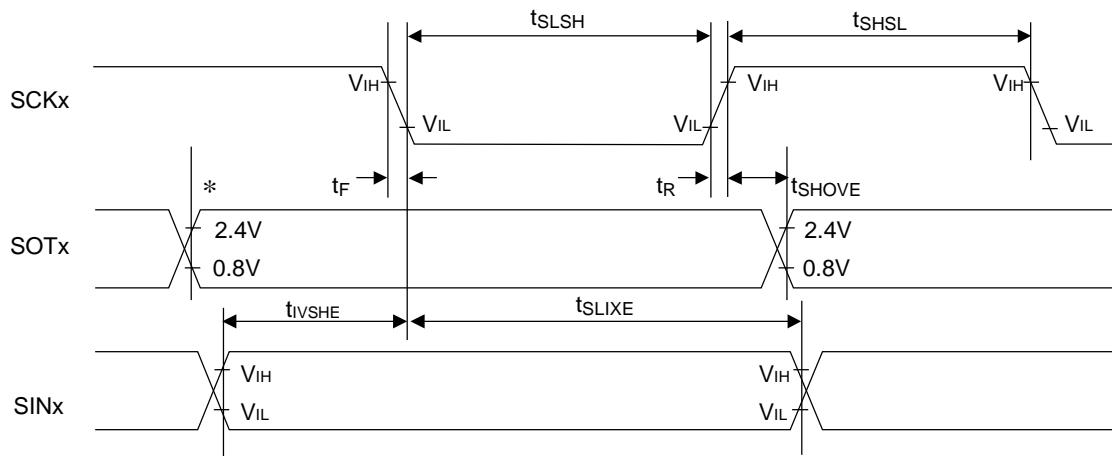 tSLSH
tSHSL
SCKx
VIH
VIL
VIL
VIH
VIH
VIL
tF
tR
tSHOVE
*
SOTx
2.4V
0.8V
2.4V
0.8V
tIVSHE
tSLIXE
SINx
VIH
VIL
VIH
VIL